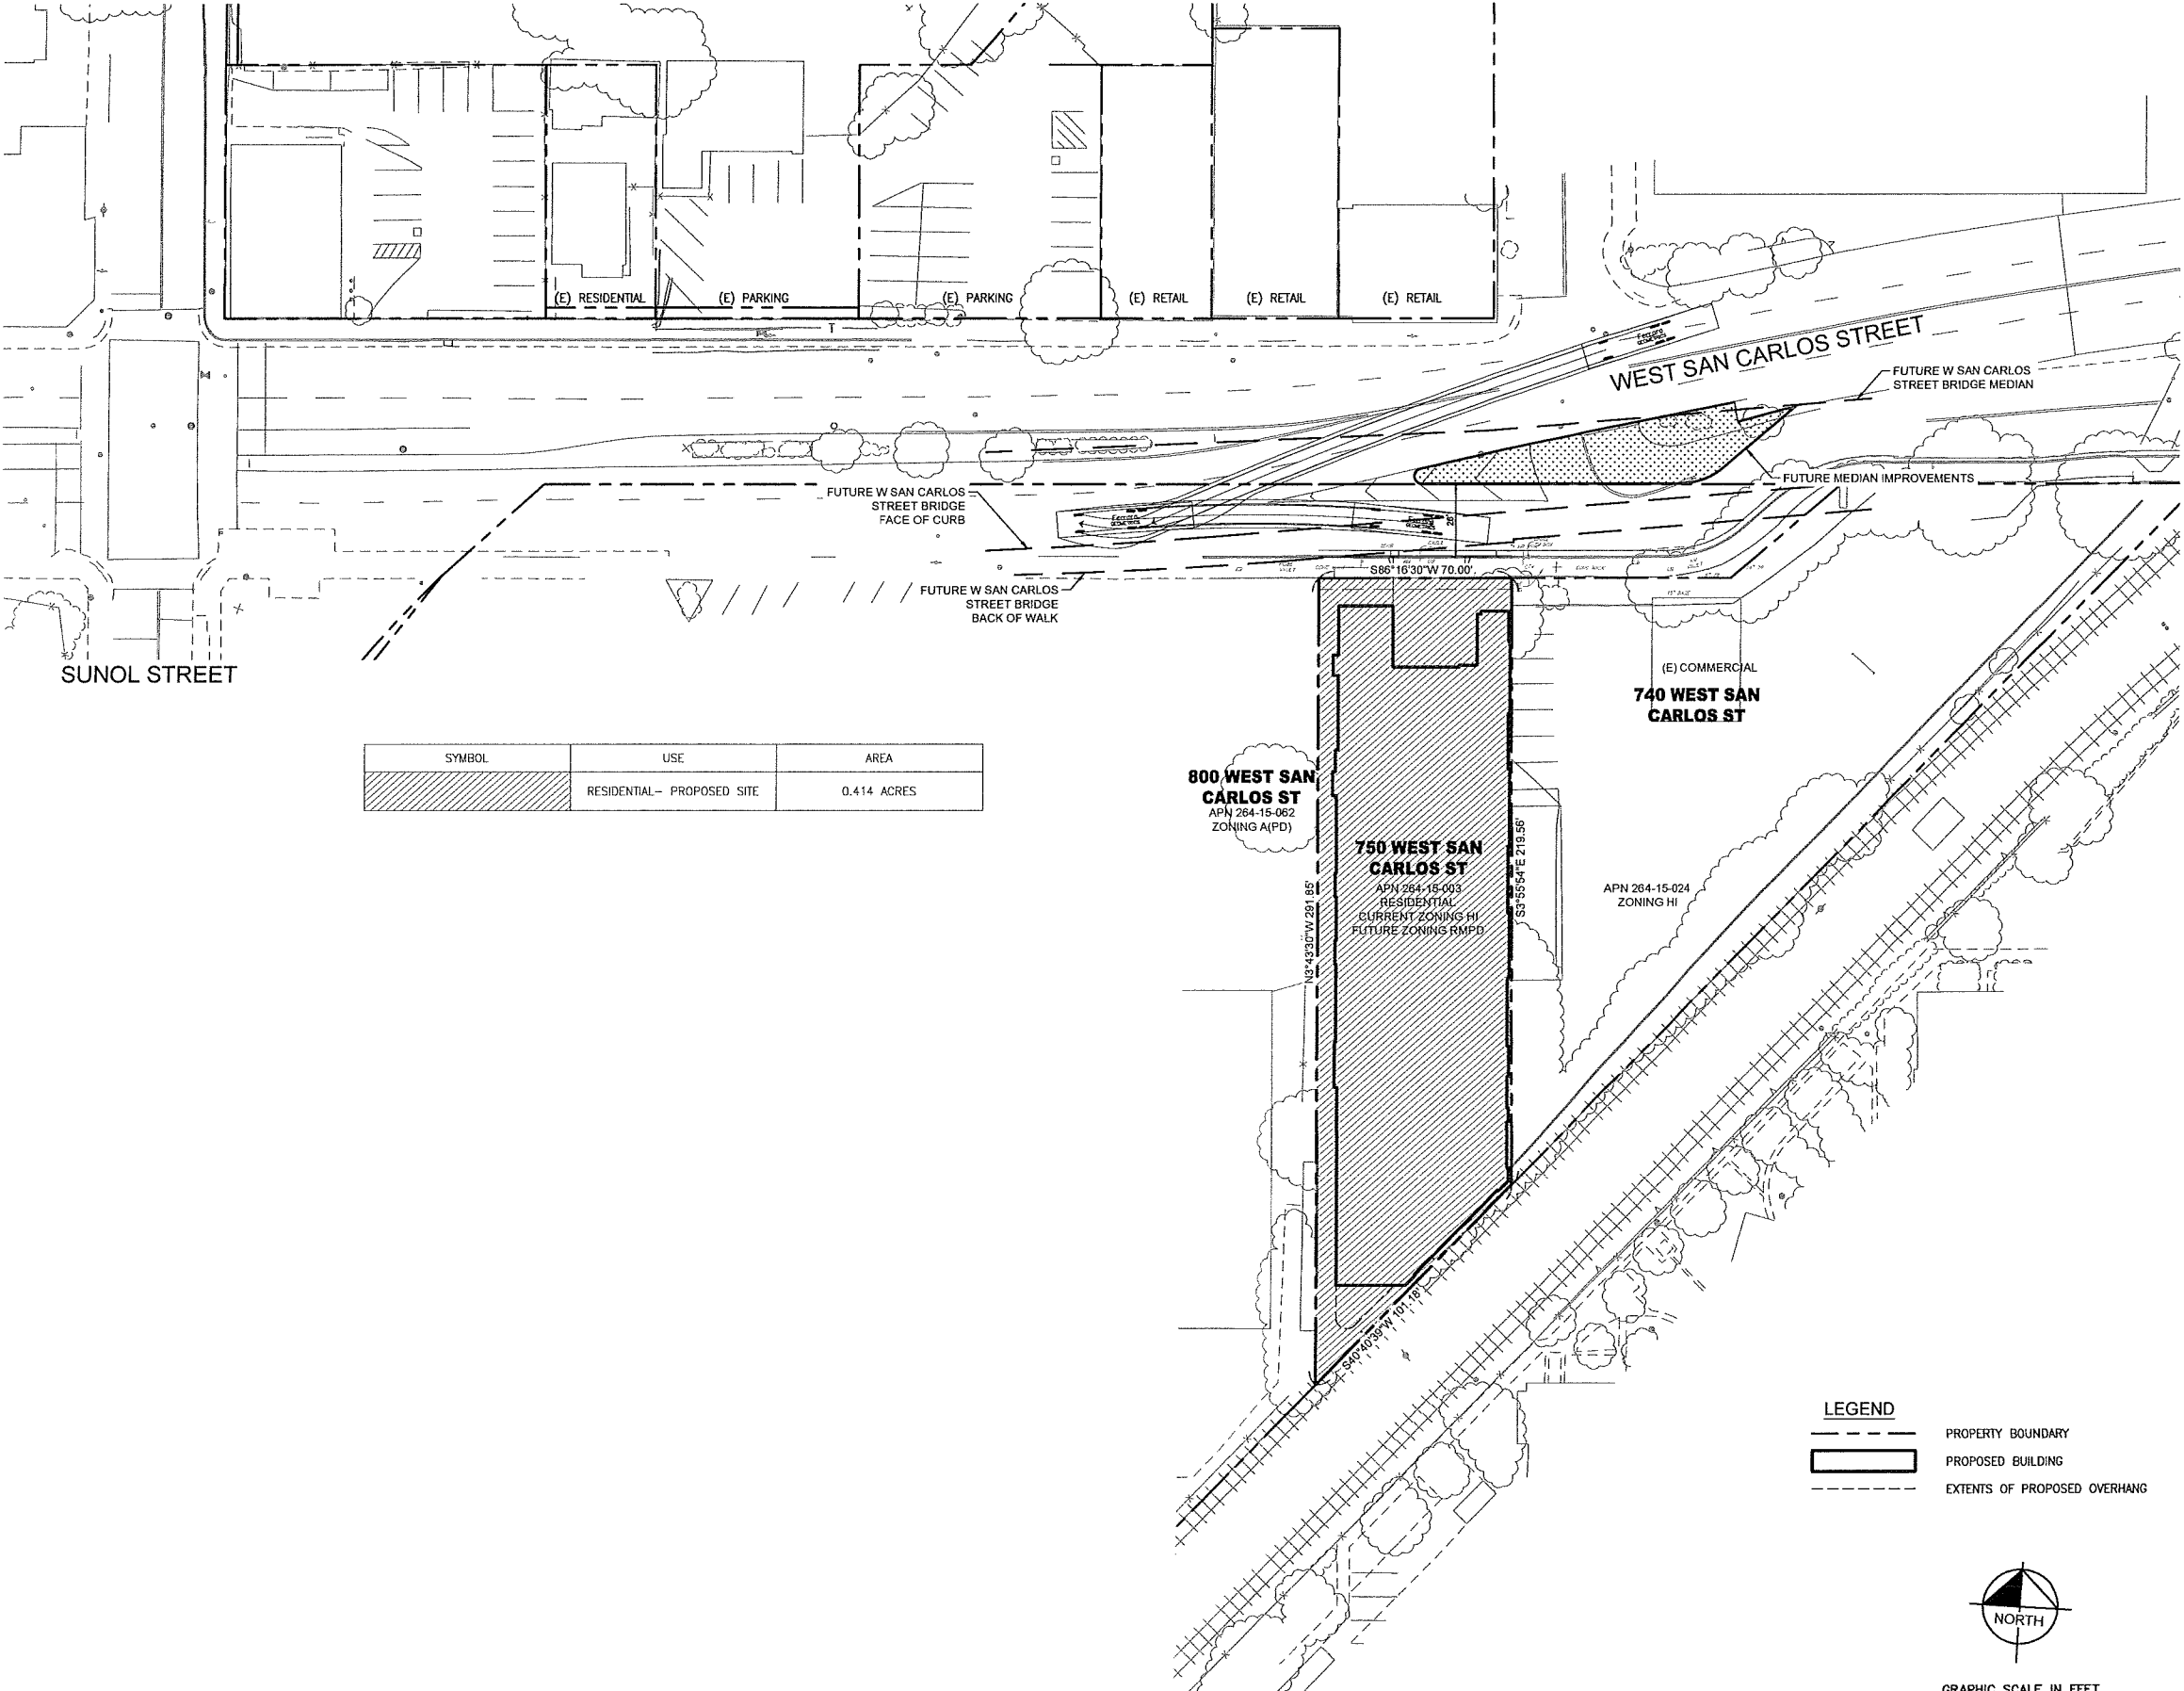 (E) RESIDENTIAL
(E) PARKING
(E) PARKING
(E) RETAIL
(E) RETAIL
(E) RETAIL
T
WEST SAN CARLOS STREET
FUTURE W SAN CARLOS
STREET BRIDGE MEDIAN
FUTURE MEDIAN IMPROVEMENTS
FUTURE W SAN CARLOS
STREET BRIDGE
FACE OF CURB
26'
S86°16'30"W 70.00'
FUTURE W SAN CARLOS
STREET BRIDGE
BACK OF WALK
SUNOL STREET
(E) COMMERCIAL
740 WEST SAN
CARLOS ST
SYMBOL USE AREA
RESIDENTIAL- PROPOSED SITE 0.414 ACRES
800 WEST SAN
CARLOS ST
APN 264-15-062
ZONING A(PD)
750 WEST SAN
CARLOS ST
APN 264-15-003
RESIDENTIAL
CURRENT ZONING HI
FUTURE ZONING RMPD
N3°43'30"W 291.85'
S3°55'54"E 219.56'
APN 264-15-024
ZONING HI
S40°40'39"W 101.18'
LEGEND
PROPERTY BOUNDARY
PROPOSED BUILDING
EXTENTS OF PROPOSED OVERHANG
NORTH
GRAPHIC SCALE IN FEET